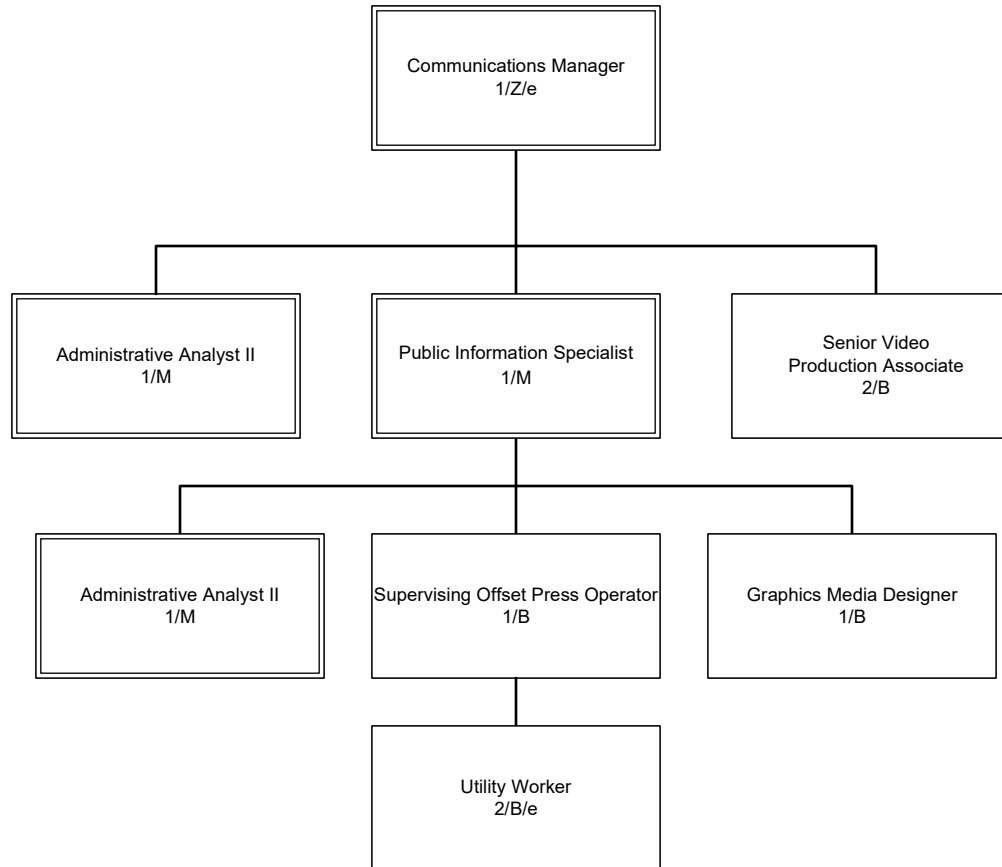 Communications Manager
1/Z/e
Administrative Analyst II
1/M
Public Information Specialist
1/M
Senior Video
Production Associate
2/B
Administrative Analyst II
1/M
Supervising Offset Press Operator
1/B
Graphics Media Designer
1/B
Utility Worker
2/B/e